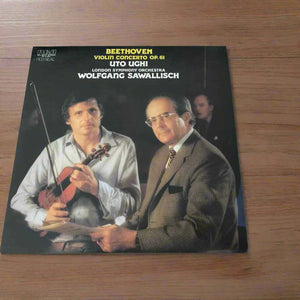 BEETHOVEN
VIOLIN CONCERTO OP. 61
UTO UGHI
LONDON SYMPHONY ORCHESTRA
WOLFGANG SAWALLISCH